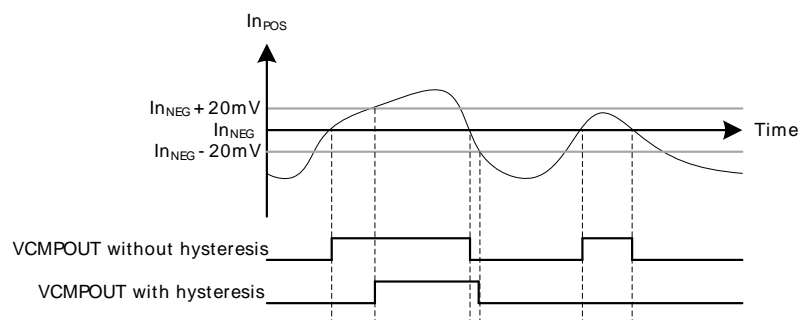 InPOS
InNEG + 20mV
InNEG
Time
InNEG - 20mV
VCMPOUT without hysteresis
VCMPOUT with hysteresis